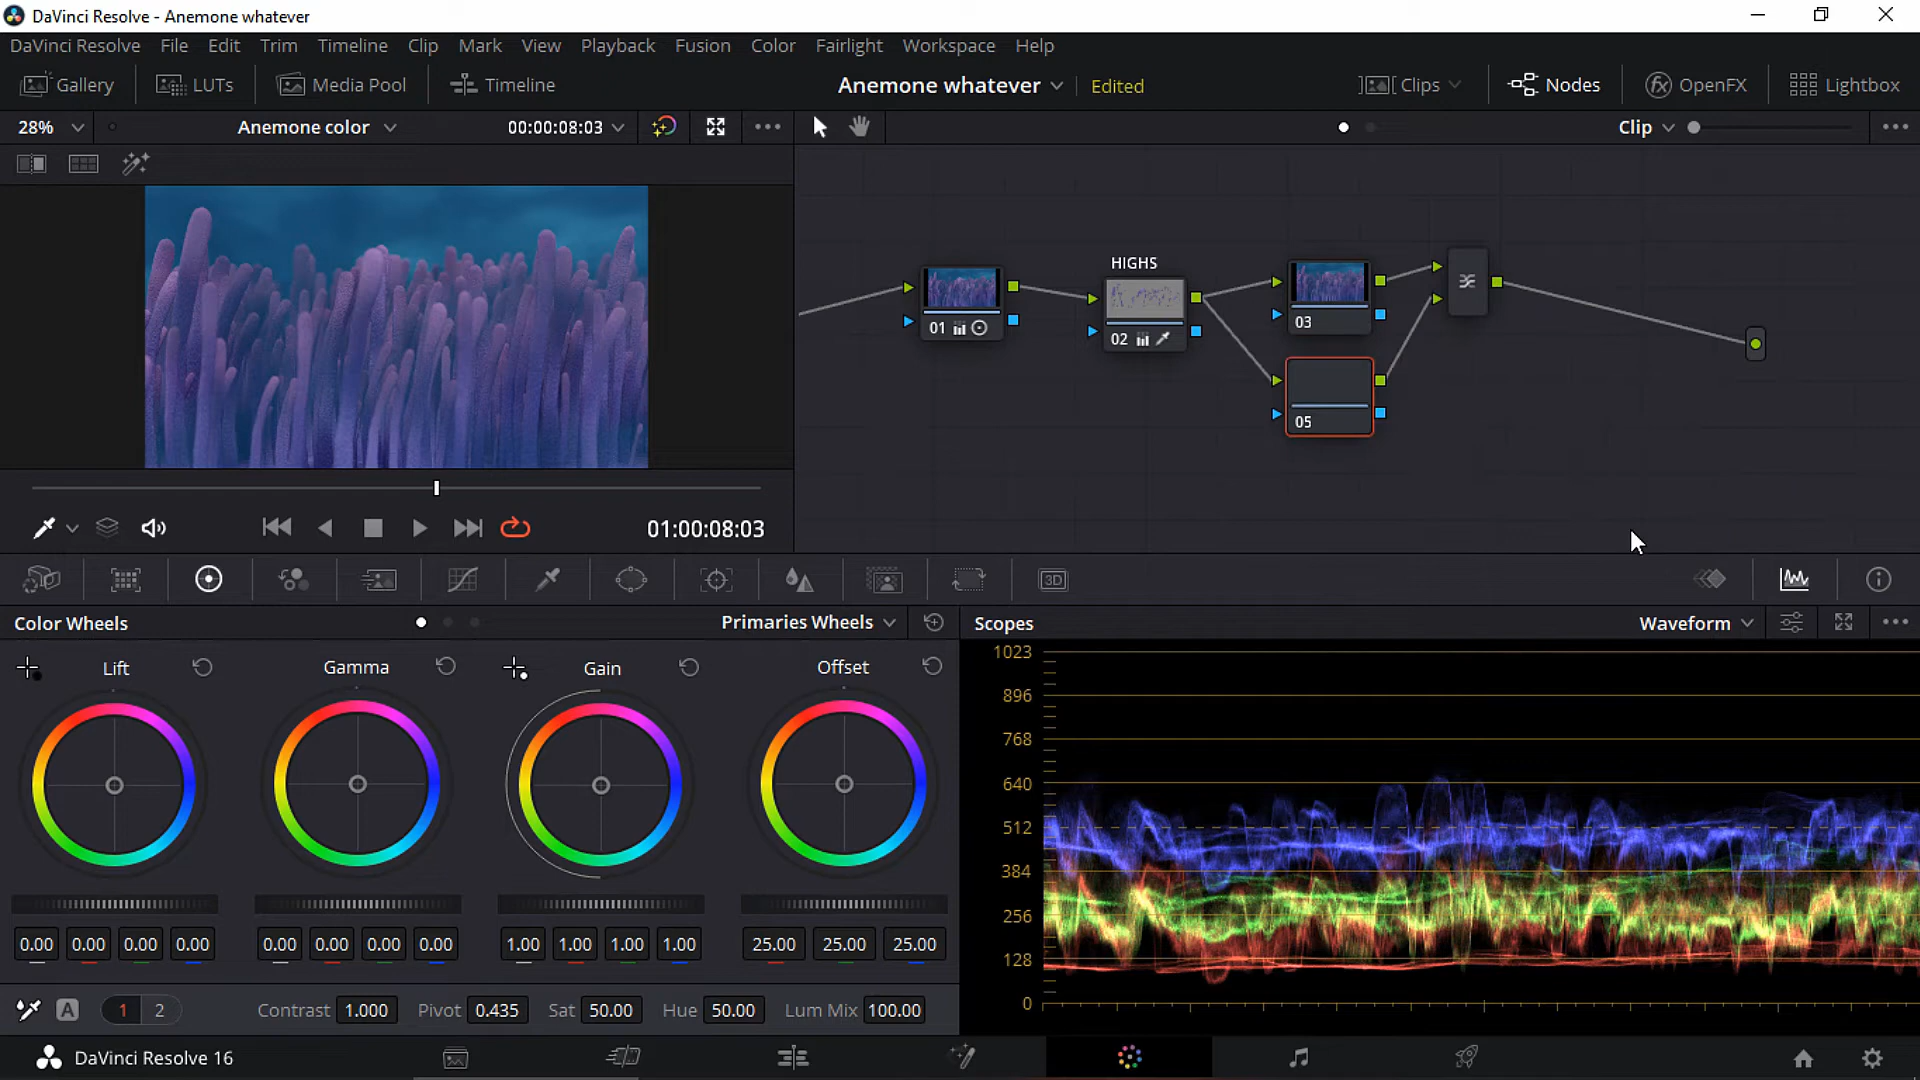 DaVinci Resolve - Anemone whatever
DaVinci Resolve File Edit Trim Timeline Clip Mark View Playback Fusion Color Fairlight Workspace Help
Gallery LUTs Media Pool Timeline Anemone whatever Edited Clips Nodes fx OpenFX Lightbox
28% Anemone color 00:00:08:03 Clip
HIGHS
01
02
03
05
01:00:08:03
3D
Color Wheels Primaries Wheels Scopes Waveform
Lift Gamma Gain Offset
1023
896
768
640
512
384
256
128
0
0.00 0.00 0.00 0.00 0.00 0.00 0.00 0.00 1.00 1.00 1.00 1.00 25.00 25.00 25.00
A 1 2 Contrast 1.000 Pivot 0.435 Sat 50.00 Hue 50.00 Lum Mix 100.00
DaVinci Resolve 16